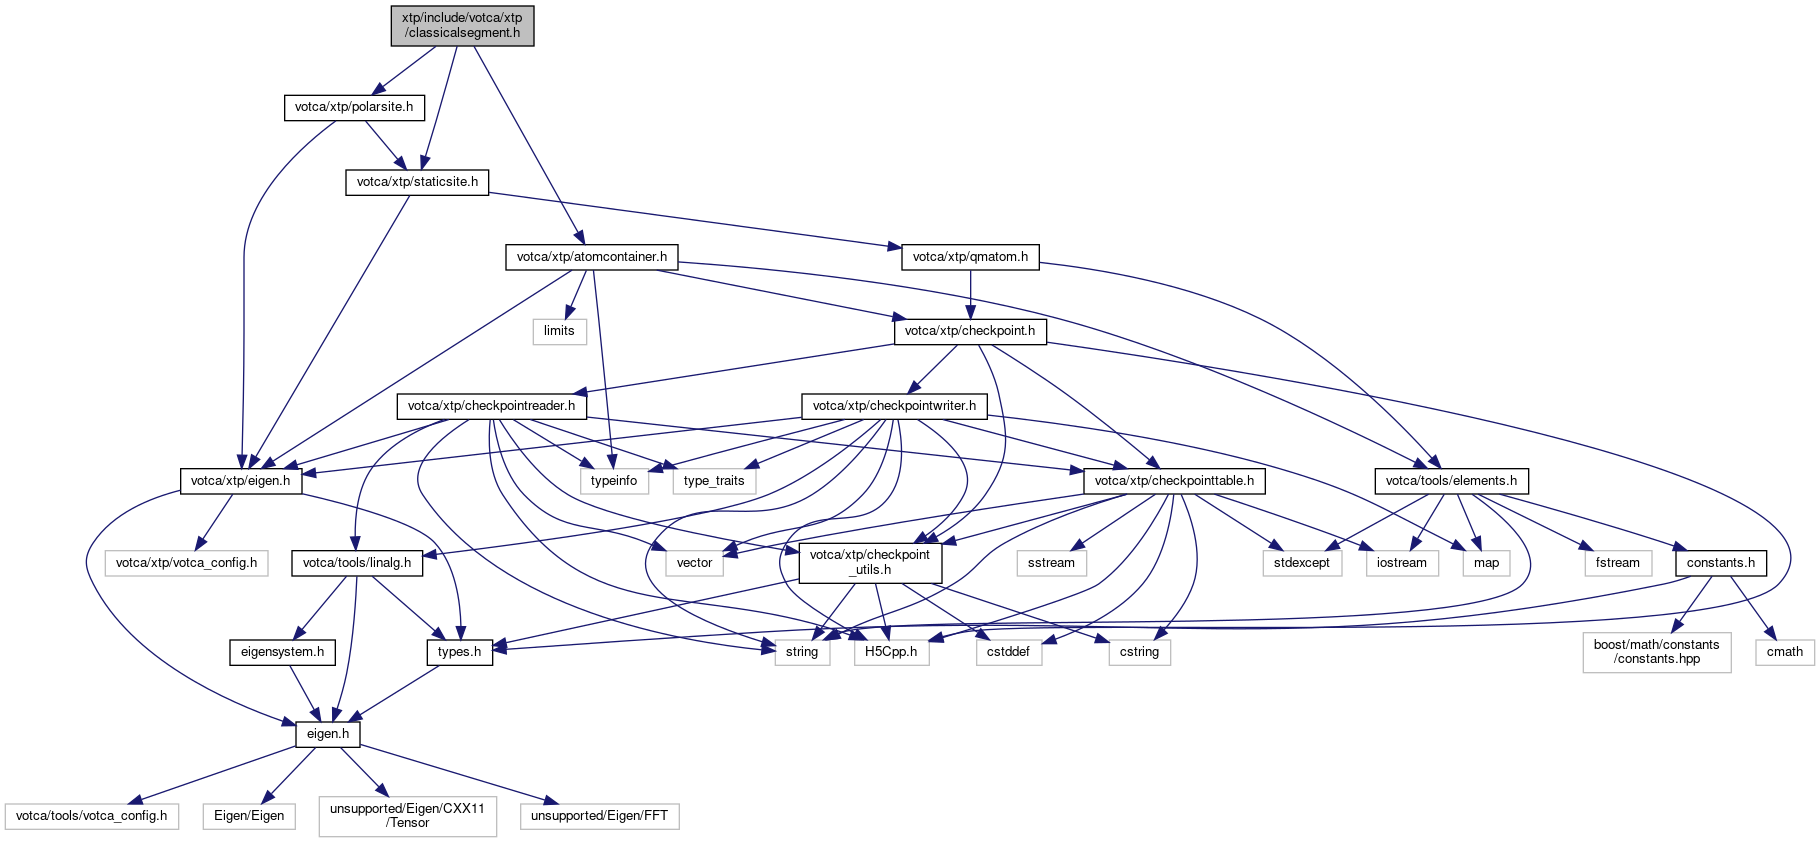 xtp/include/votca/xtp
/classicalsegment.h
votca/xtp/polarsite.h
votca/xtp/staticsite.h
votca/xtp/atomcontainer.h
votca/xtp/qmatom.h
limits
votca/xtp/checkpoint.h
votca/xtp/checkpointreader.h
votca/xtp/checkpointwriter.h
votca/xtp/eigen.h
typeinfo
type_traits
votca/xtp/checkpointtable.h
votca/tools/elements.h
votca/xtp/votca_config.h
votca/tools/linalg.h
vector
votca/xtp/checkpoint
_utils.h
sstream
stdexcept
iostream
map
fstream
constants.h
eigensystem.h
types.h
string
H5Cpp.h
cstddef
cstring
boost/math/constants
/constants.hpp
cmath
eigen.h
votca/tools/votca_config.h
Eigen/Eigen
unsupported/Eigen/CXX11
/Tensor
unsupported/Eigen/FFT